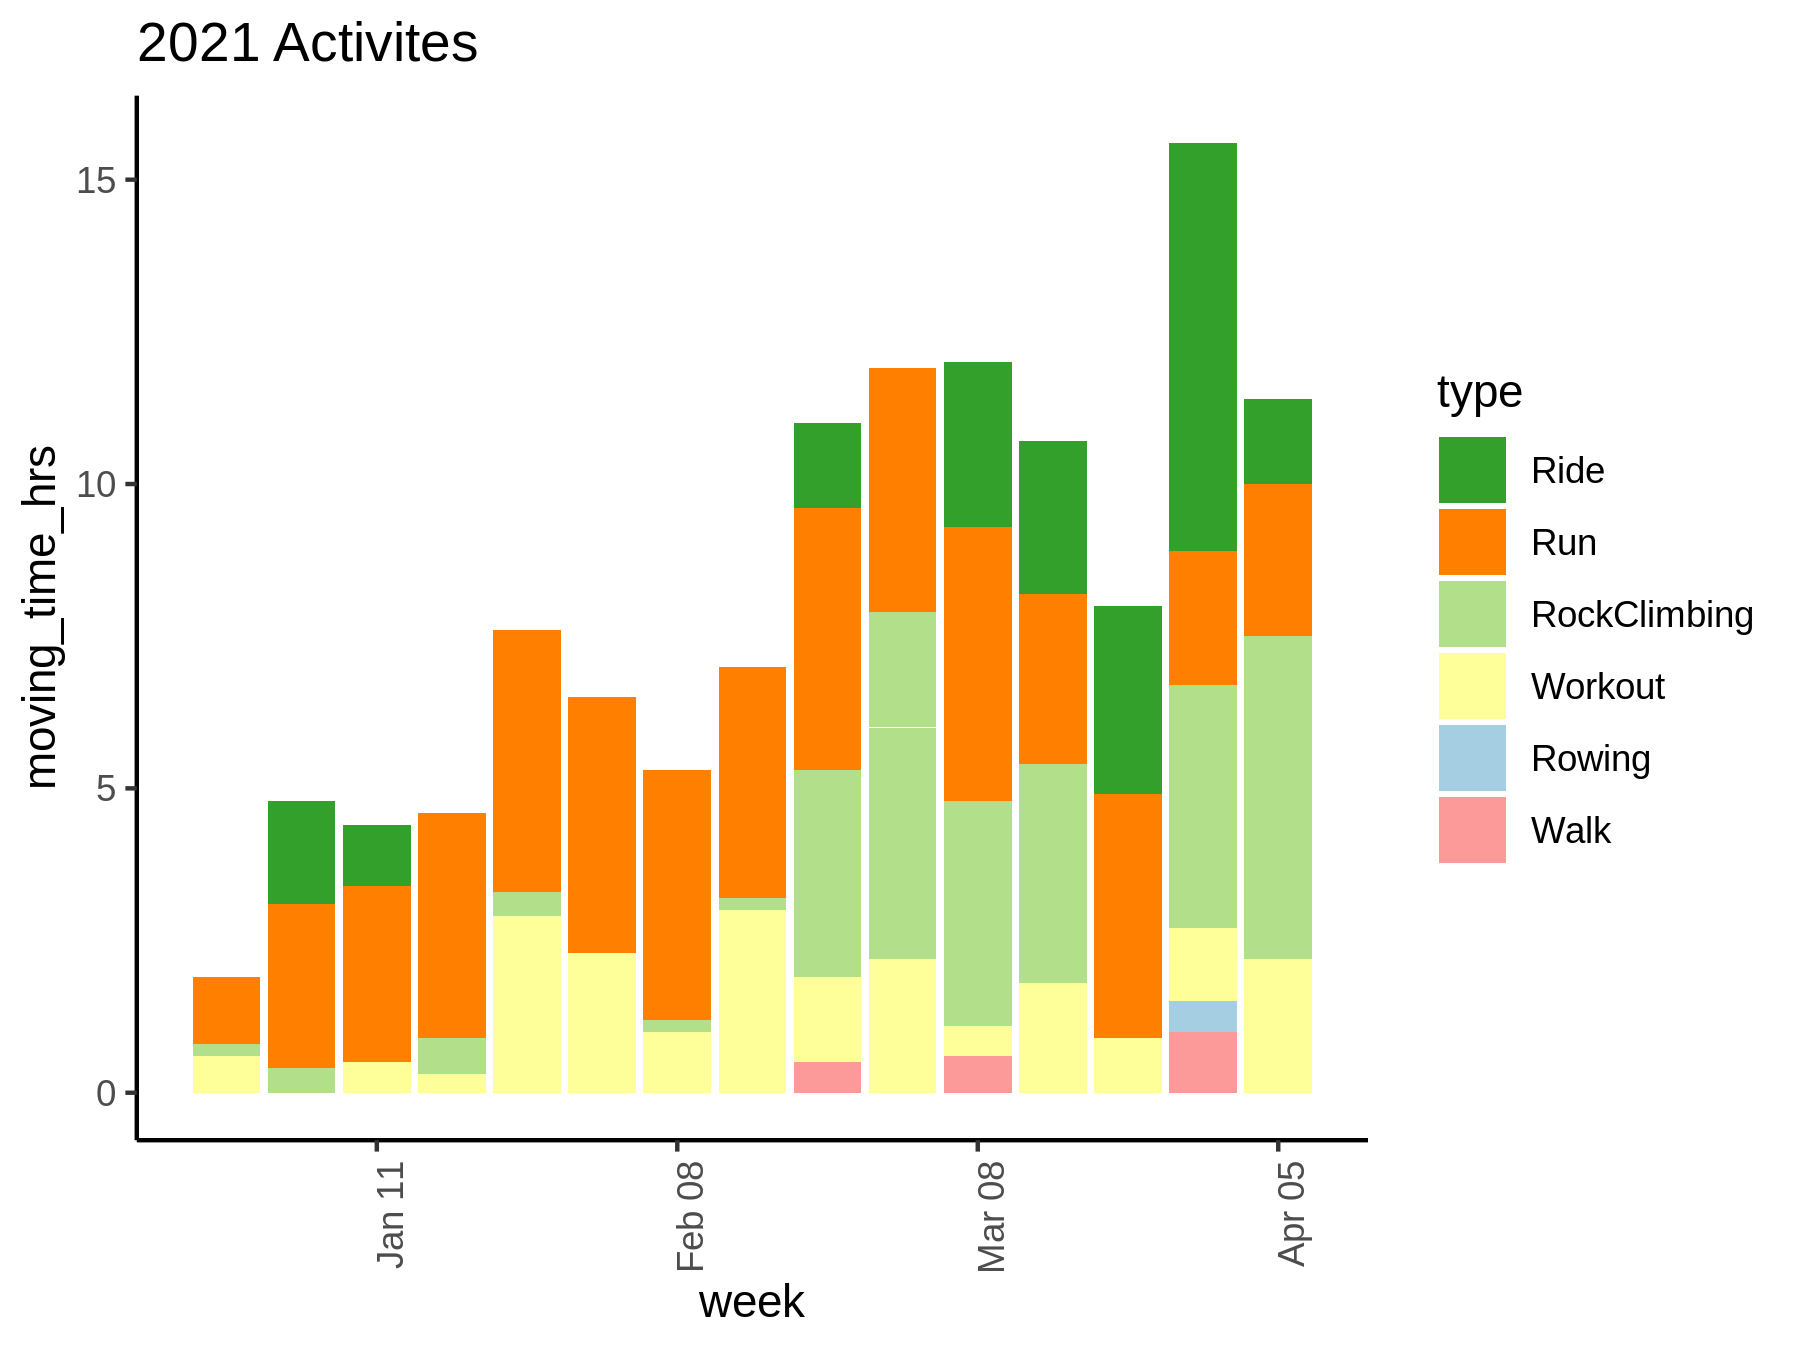 2021 Activites
moving_time_hrs
15
10
5
0
Jan 11
Feb 08
Mar 08
Apr 05
week
type
Ride
Run
RockClimbing
Workout
Rowing
Walk